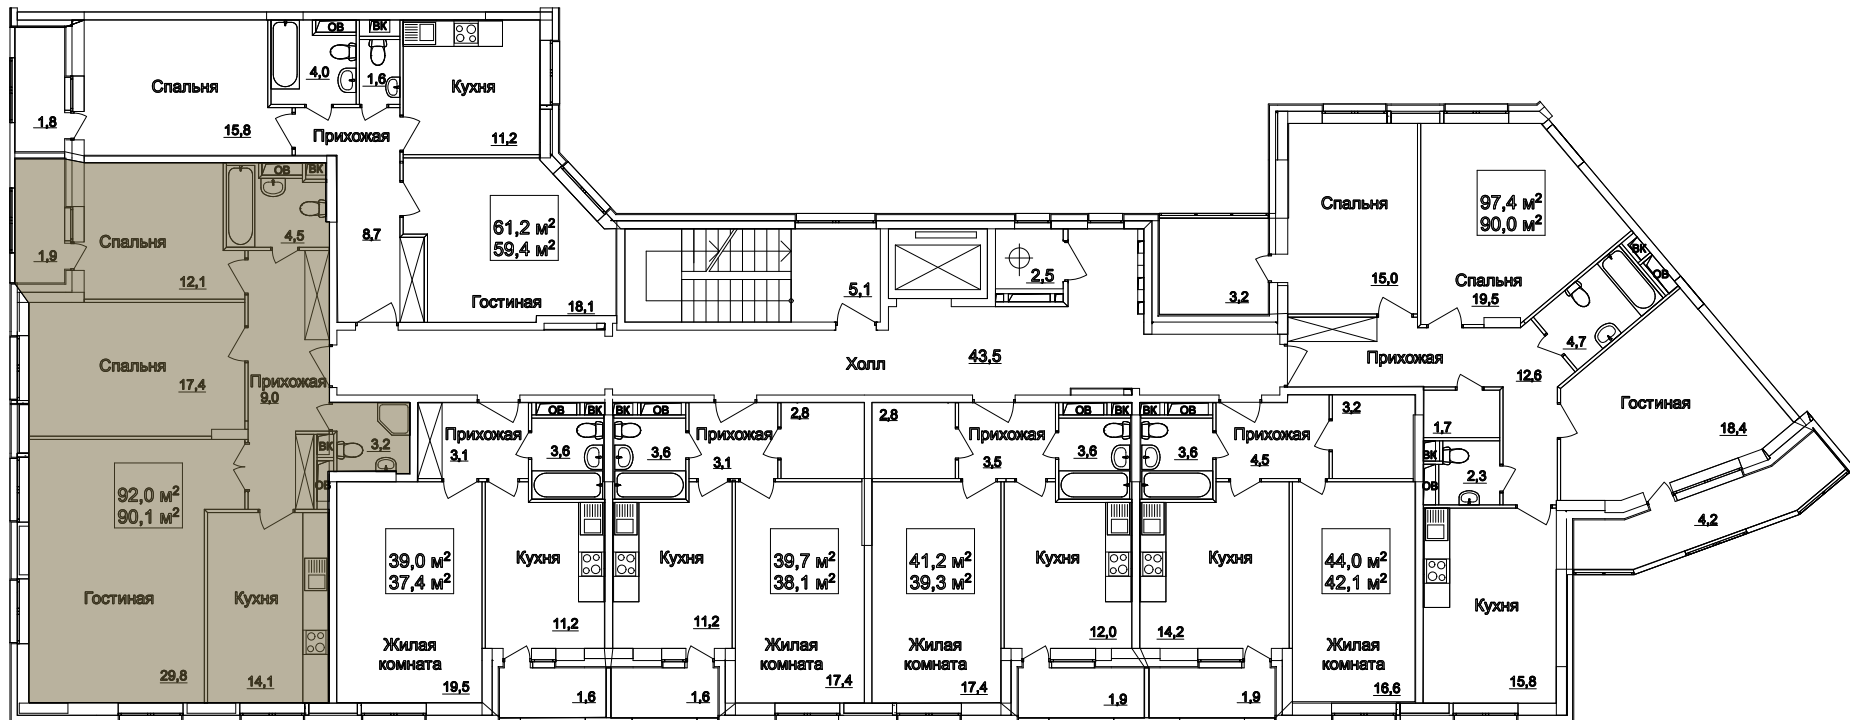 ОВ
ВК
4,0
1,6
Кухня
11,2
Спальня
15,8
1,8
Прихожая
8,7
61,2 м²
59,4 м²
Гостиная
18,1
ОВ
ВК
4,5
Спальня
12,1
1,9
Спальня
17,4
Прихожая
9,0
ВК
3,2
ОВ
92,0 м²
90,1 м²
Гостиная
29,8
Кухня
14,1
5,1
2,5
Холл
43,5
3,2
Спальня
15,0
97,4 м²
90,0 м²
Спальня
19,5
ВК
ОВ
4,7
Прихожая
12,6
Гостиная
18,4
4,2
1,7
ВК
2,3
ОВ
Кухня
15,8
Прихожая
3,1
ОВ
ВК
3,6
39,0 м²
37,4 м²
Жилая
комната
19,5
Кухня
11,2
1,6
ВК
ОВ
3,6
Прихожая
3,1
2,8
Кухня
11,2
1,6
39,7 м²
38,1 м²
Жилая
комната
17,4
2,8
Прихожая
3,5
ОВ
ВК
3,6
41,2 м²
39,3 м²
Жилая
комната
17,4
Кухня
12,0
1,9
ВК
ОВ
3,6
Прихожая
4,5
3,2
Кухня
14,2
1,9
44,0 м²
42,1 м²
Жилая
комната
16,6